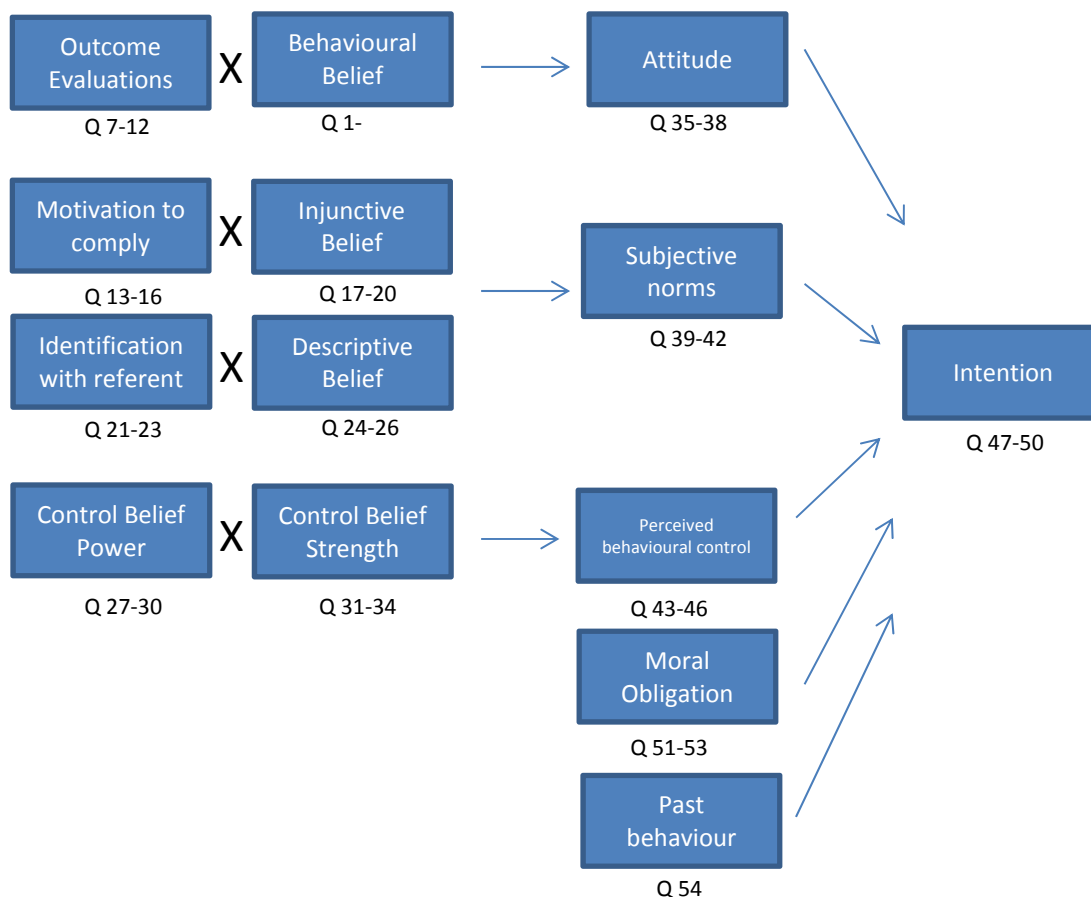 Outcome
Evaluations
X
Behavioural
Belief
Attitude
Q 7-12
Q 1-
Q 35-38
Motivation to
comply
X
Injunctive
Belief
Subjective
norms
Q 13-16
Q 17-20
Q 39-42
Identification
with referent
X
Descriptive
Belief
Intention
Q 21-23
Q 24-26
Q 47-50
Control Belief
Power
X
Control Belief
Strength
Perceived
behavioural control
Q 27-30
Q 31-34
Q 43-46
Moral
Obligation
Q 51-53
Past
behaviour
Q 54